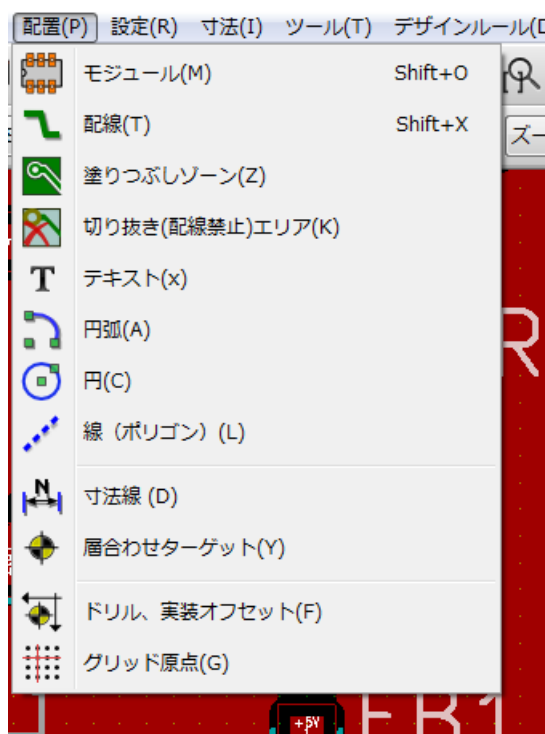 配置(P) 設定(R) 寸法(I) ツール(T) デザインルール(D
モジュール(M) Shift+O
配線(T) Shift+X
ズー
塗りつぶしゾーン(Z)
切り抜き(配線禁止)エリア(K)
T テキスト(x)
円弧(A)
R
円(C)
線（ポリゴン）(L)
N
寸法線 (D)
層合わせターゲット(Y)
ドリル、実装オフセット(F)
グリッド原点(G)
+5V